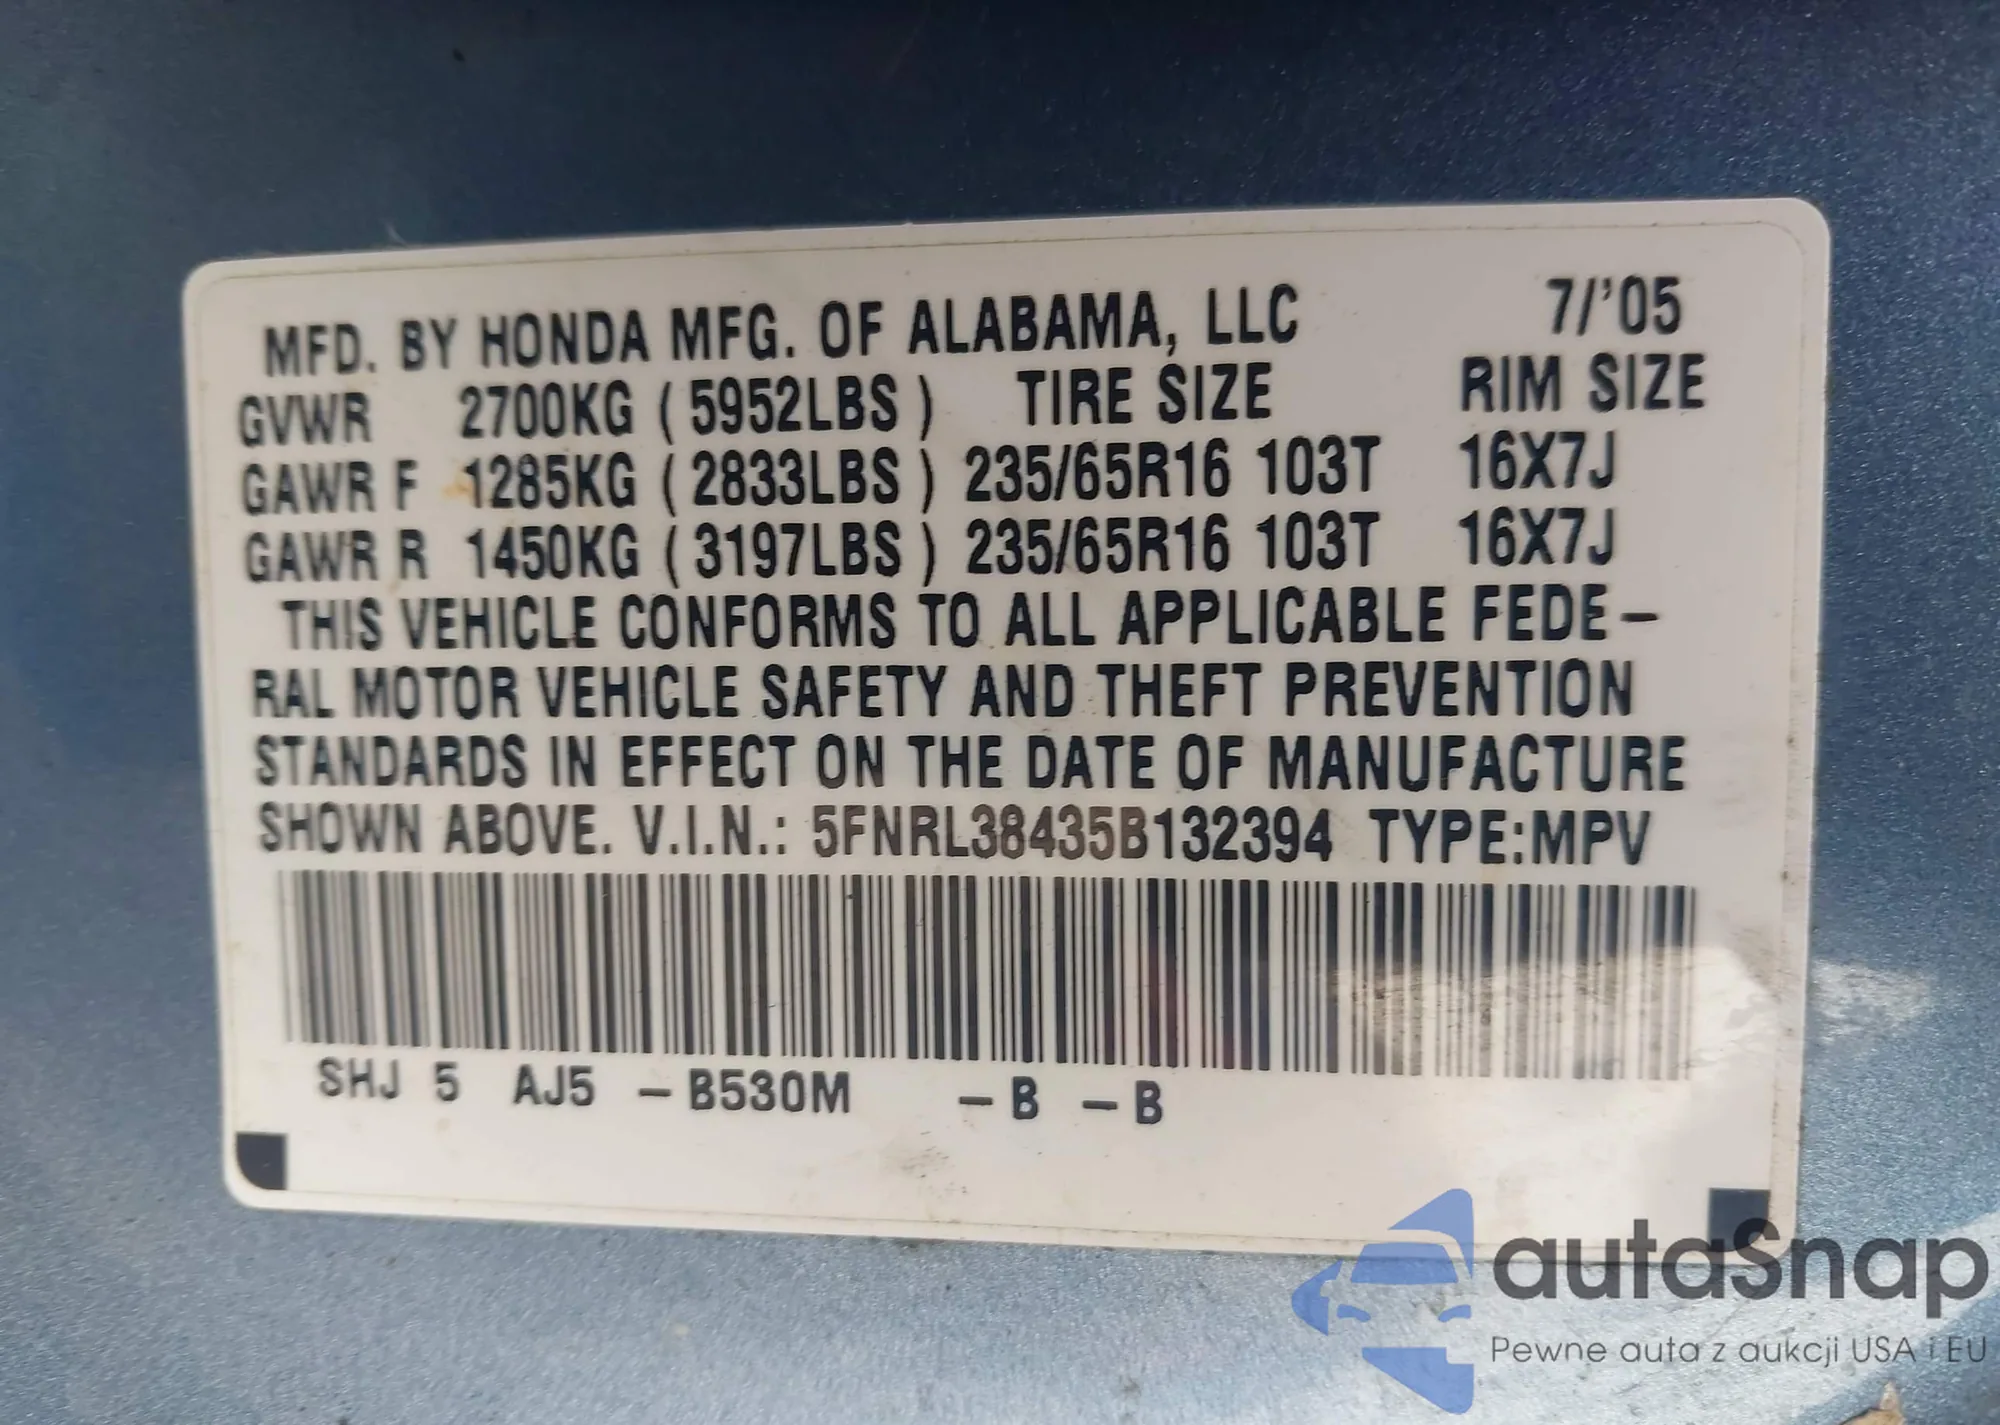 MFD. BY HONDA MFG. OF ALABAMA, LLC 7/'05
GVWR 2700KG (5952LBS) TIRE SIZE RIM SIZE
GAWR F 1285KG (2833LBS) 235/65R16 103T 16X7J
GAWR R 1450KG (3197LBS) 235/65R16 103T 16X7J
THIS VEHICLE CONFORMS TO ALL APPLICABLE FEDE-
RAL MOTOR VEHICLE SAFETY AND THEFT PREVENTION
STANDARDS IN EFFECT ON THE DATE OF MANUFACTURE
SHOWN ABOVE. V.I.N.: 5FNRL38435B132394 TYPE:MPV
SHJ 5 AJ5 -B530M -B -B
autaSnap
Pewne auta z aukcji USA i EU